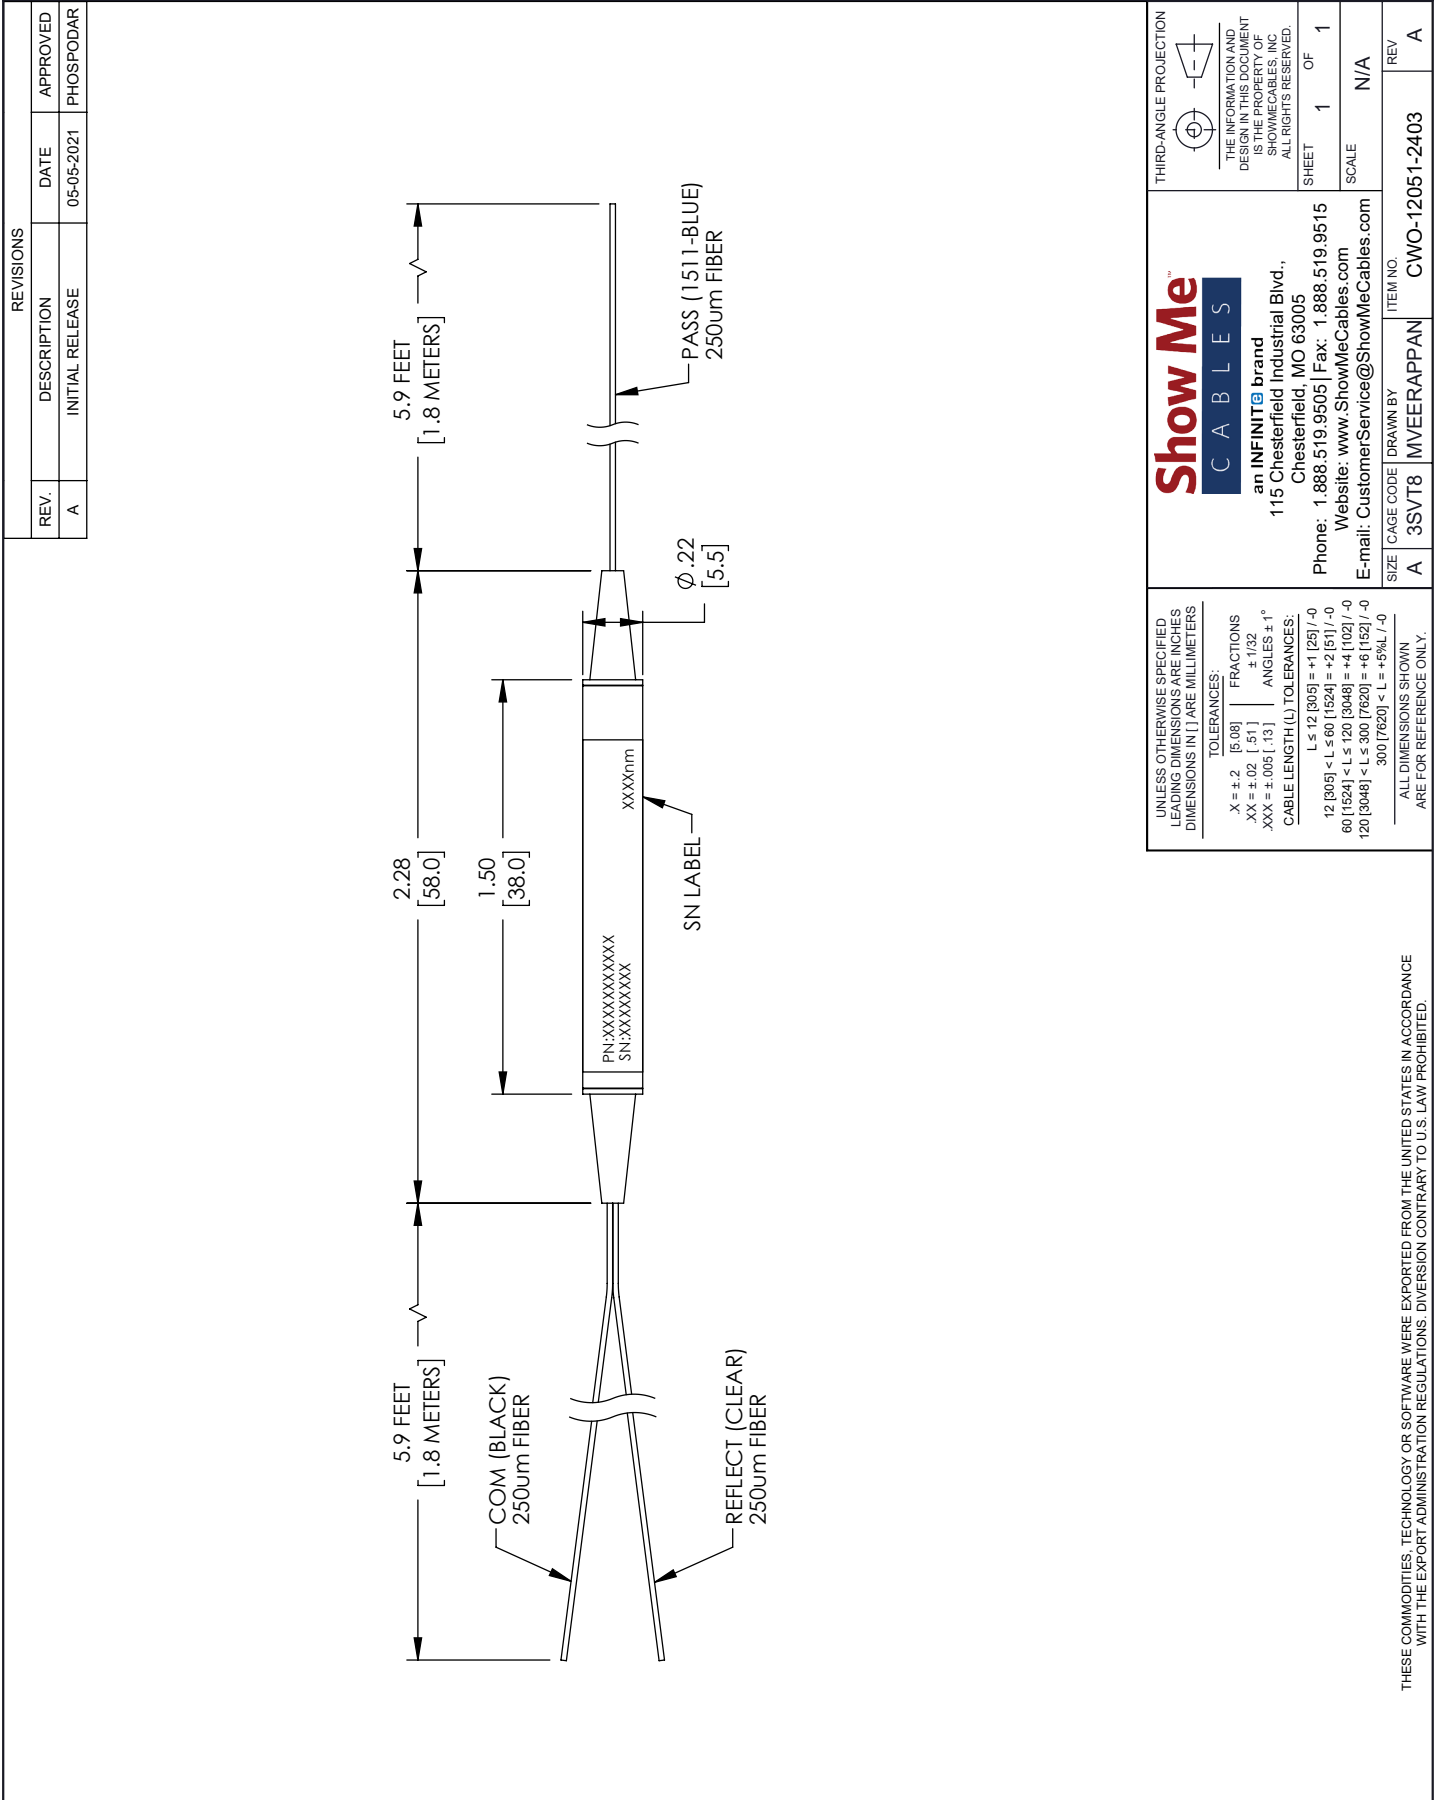 REVISIONS
REV. DESCRIPTION DATE APPROVED
A INITIAL RELEASE 05-05-2021 PHOSPODAR
5.9 FEET
[1.8 METERS]
2.28
[58.0]
5.9 FEET
[1.8 METERS]
1.50
[38.0]
COM (BLACK)
250um FIBER
PN:XXXXXXXXXX
SN:XXXXXXXX
XXXXnm
SN LABEL
Ø.22
[5.5]
PASS (1511-BLUE)
250um FIBER
REFLECT (CLEAR)
250um FIBER
UNLESS OTHERWISE SPECIFIED
LEADING DIMENSIONS ARE INCHES
DIMENSIONS IN [ ] ARE MILLIMETERS
TOLERANCES:
.X = ±.2 [5.08] FRACTIONS
.XX = ±.02 [ .51 ] ± 1/32
.XXX = ±.005 [ .13 ] ANGLES ± 1°
CABLE LENGTH (L) TOLERANCES:
L ≤ 12 [305] = +1 [25] / -0
12 [305] < L ≤ 60 [1524] = +2 [51] / -0
60 [1524] < L ≤ 120 [3048] = +4 [102] / -0
120 [3048] < L ≤ 300 [7620] = +6 [152] / -0
300 [7620] < L = +5%L / -0
ALL DIMENSIONS SHOWN
ARE FOR REFERENCE ONLY.
Show Me™
CABLES
an INFINITe brand
115 Chesterfield Industrial Blvd.,
Chesterfield, MO 63005
Phone: 1.888.519.9505| Fax: 1.888.519.9515
Website: www.ShowMeCables.com
E-mail: CustomerService@ShowMeCables.com
THIRD-ANGLE PROJECTION
THE INFORMATION AND
DESIGN IN THIS DOCUMENT
IS THE PROPERTY OF
SHOWMECABLES, INC
ALL RIGHTS RESERVED.
SHEET 1 OF 1
SCALE N/A
SIZE CAGE CODE DRAWN BY ITEM NO. REV
A 3SVT8 MVEERAPPAN CWO-12051-2403 A
THESE COMMODITIES, TECHNOLOGY OR SOFTWARE WERE EXPORTED FROM THE UNITED STATES IN ACCORDANCE
WITH THE EXPORT ADMINISTRATION REGULATIONS. DIVERSION CONTRARY TO U.S. LAW PROHIBITED.